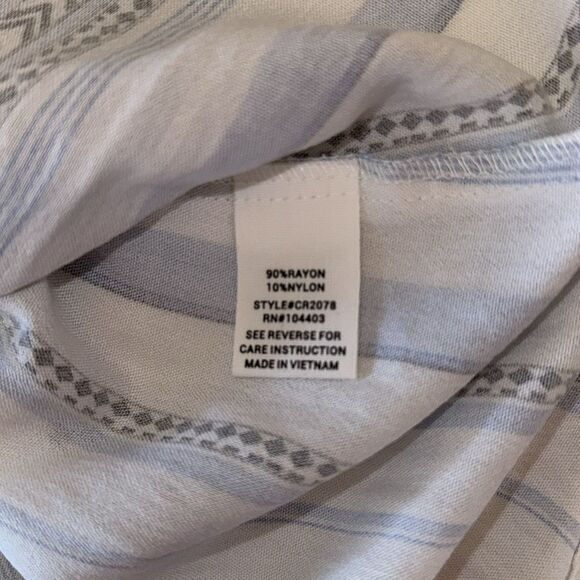 90%RAYON
10%NYLON
STYLE#CR2078
RN#104403
SEE REVERSE FOR
CARE INSTRUCTION
MADE IN VIETNAM